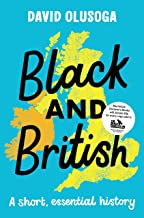 DAVID OLUSOGA
Black
AND
British
A short, essential history